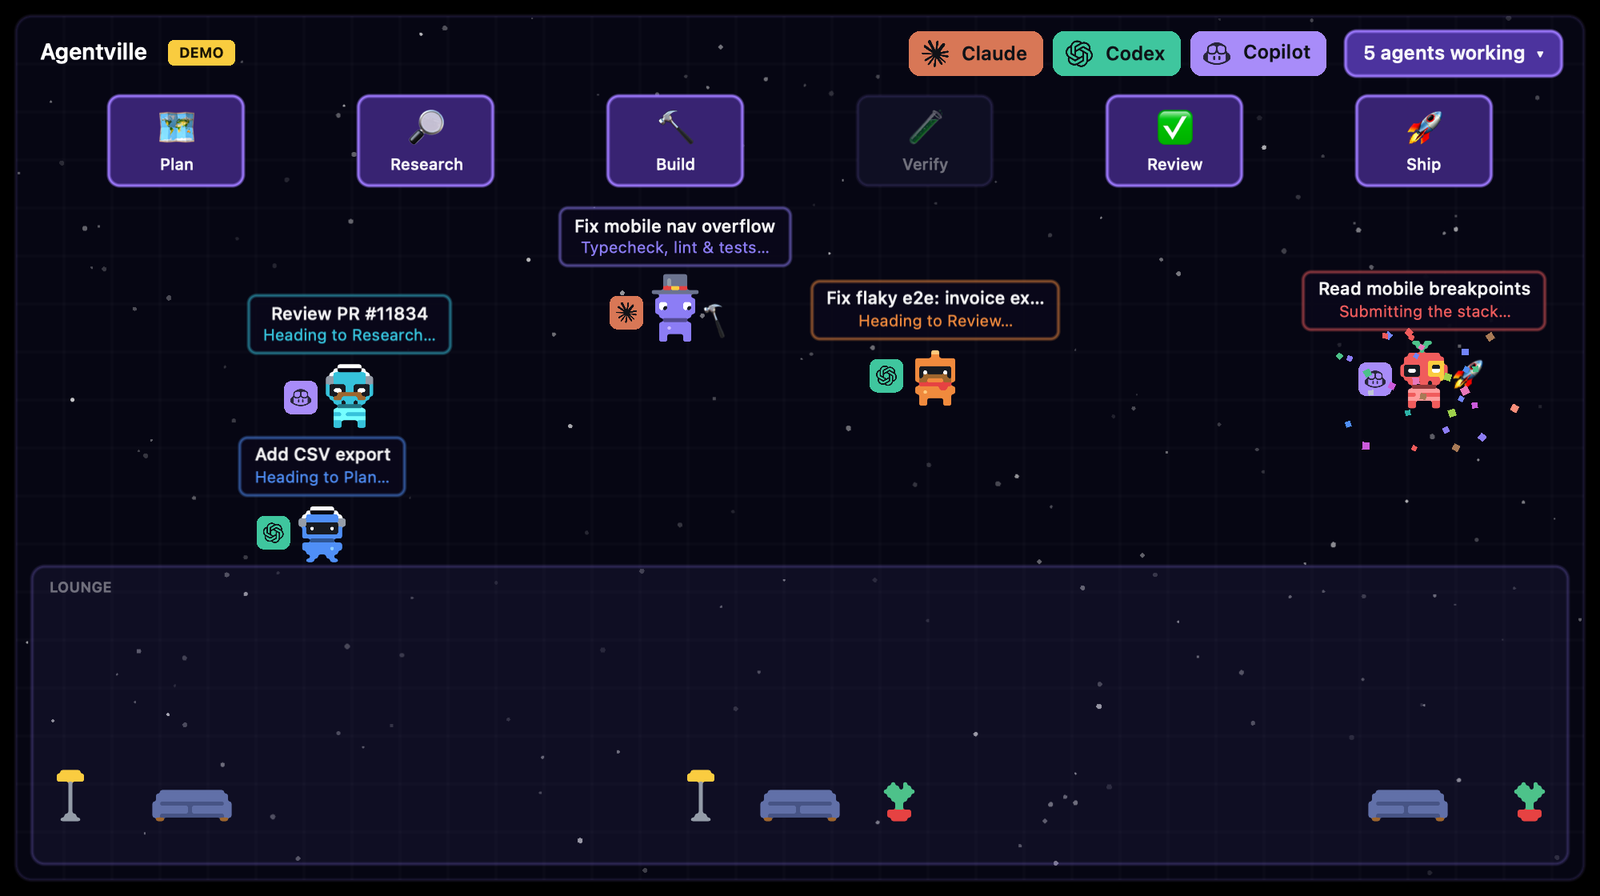 Agentville
DEMO
Claude
Codex
Copilot
5 agents working ▾
Plan
Research
Build
Verify
Review
Ship
Fix mobile nav overflow
Typecheck, lint & tests...
Review PR #11834
Heading to Research...
Fix flaky e2e: invoice ex...
Heading to Review...
Read mobile breakpoints
Submitting the stack...
Add CSV export
Heading to Plan...
LOUNGE